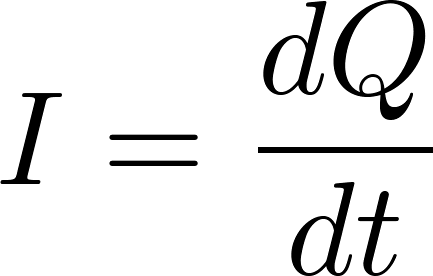 I = dQ/dt